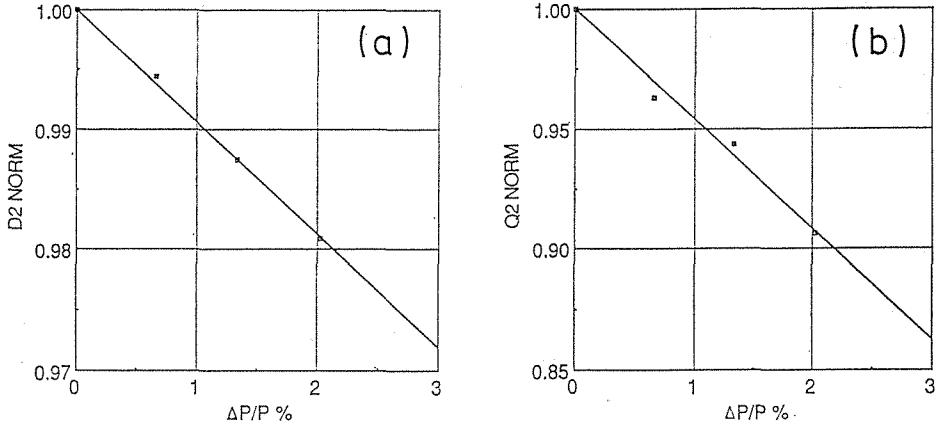 (a)
1.00
0.99
0.98
0.97
D2 NORM
0 1 2 3
ΔP/P %
(b)
1.00
0.95
0.90
0.85
Q2 NORM
0 1 2 3
ΔP/P %